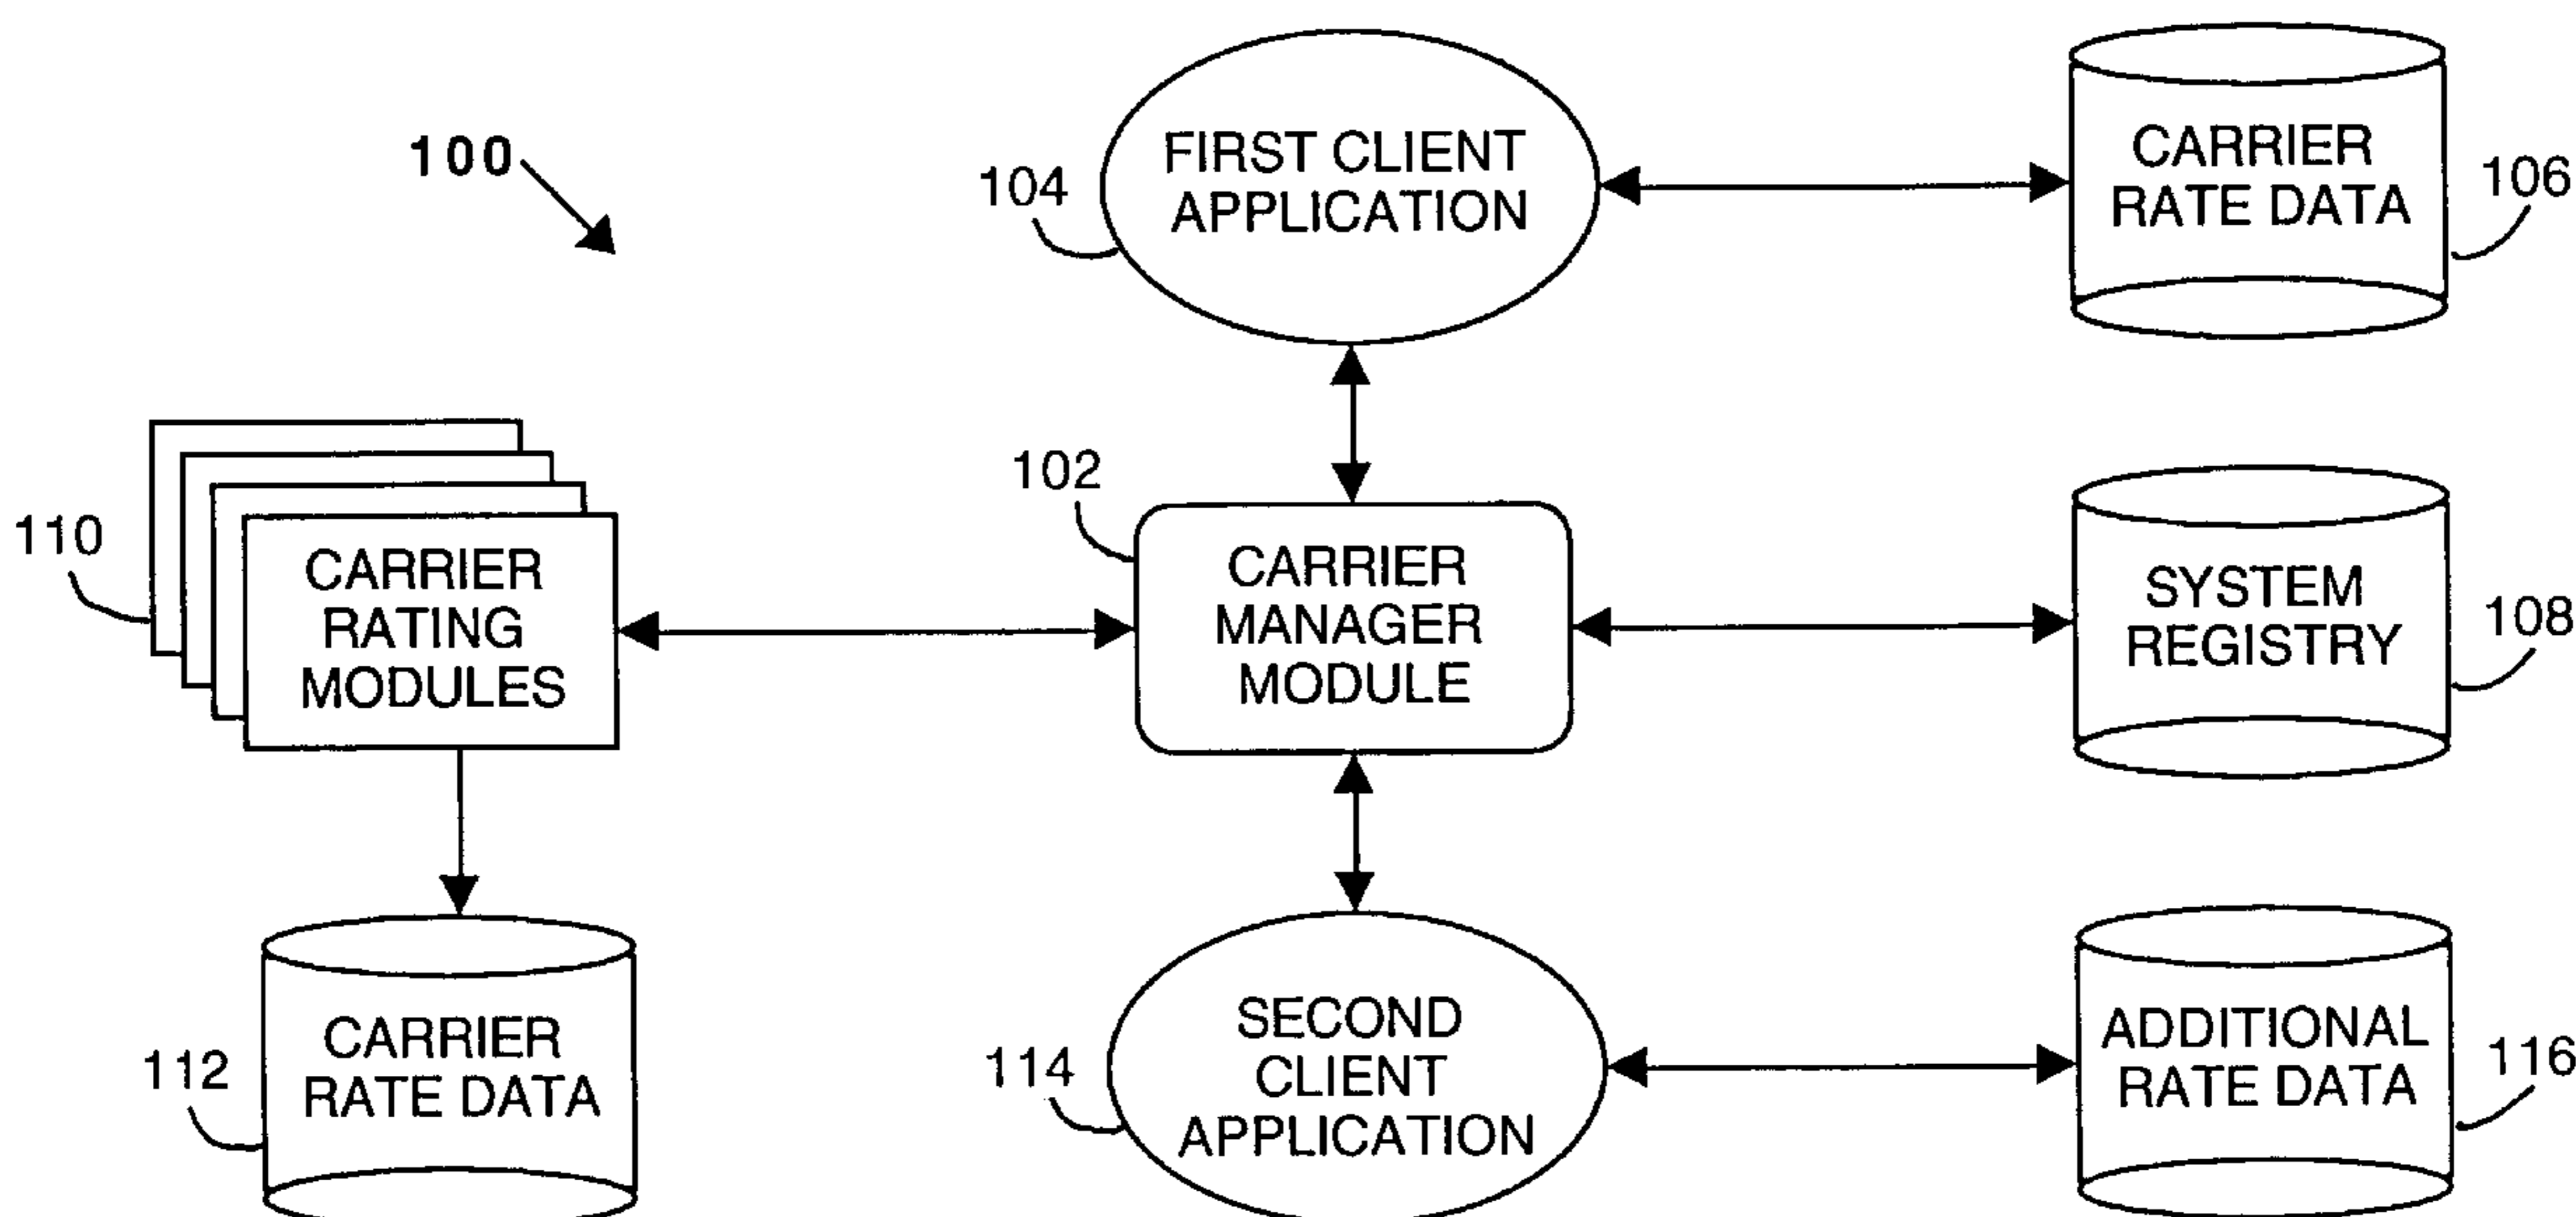 100
104
FIRST CLIENT
APPLICATION
CARRIER
RATE DATA
106
110
CARRIER
RATING
MODULES
102
CARRIER
MANAGER
MODULE
SYSTEM
REGISTRY
108
112
CARRIER
RATE DATA
114
SECOND
CLIENT
APPLICATION
ADDITIONAL
RATE DATA
116